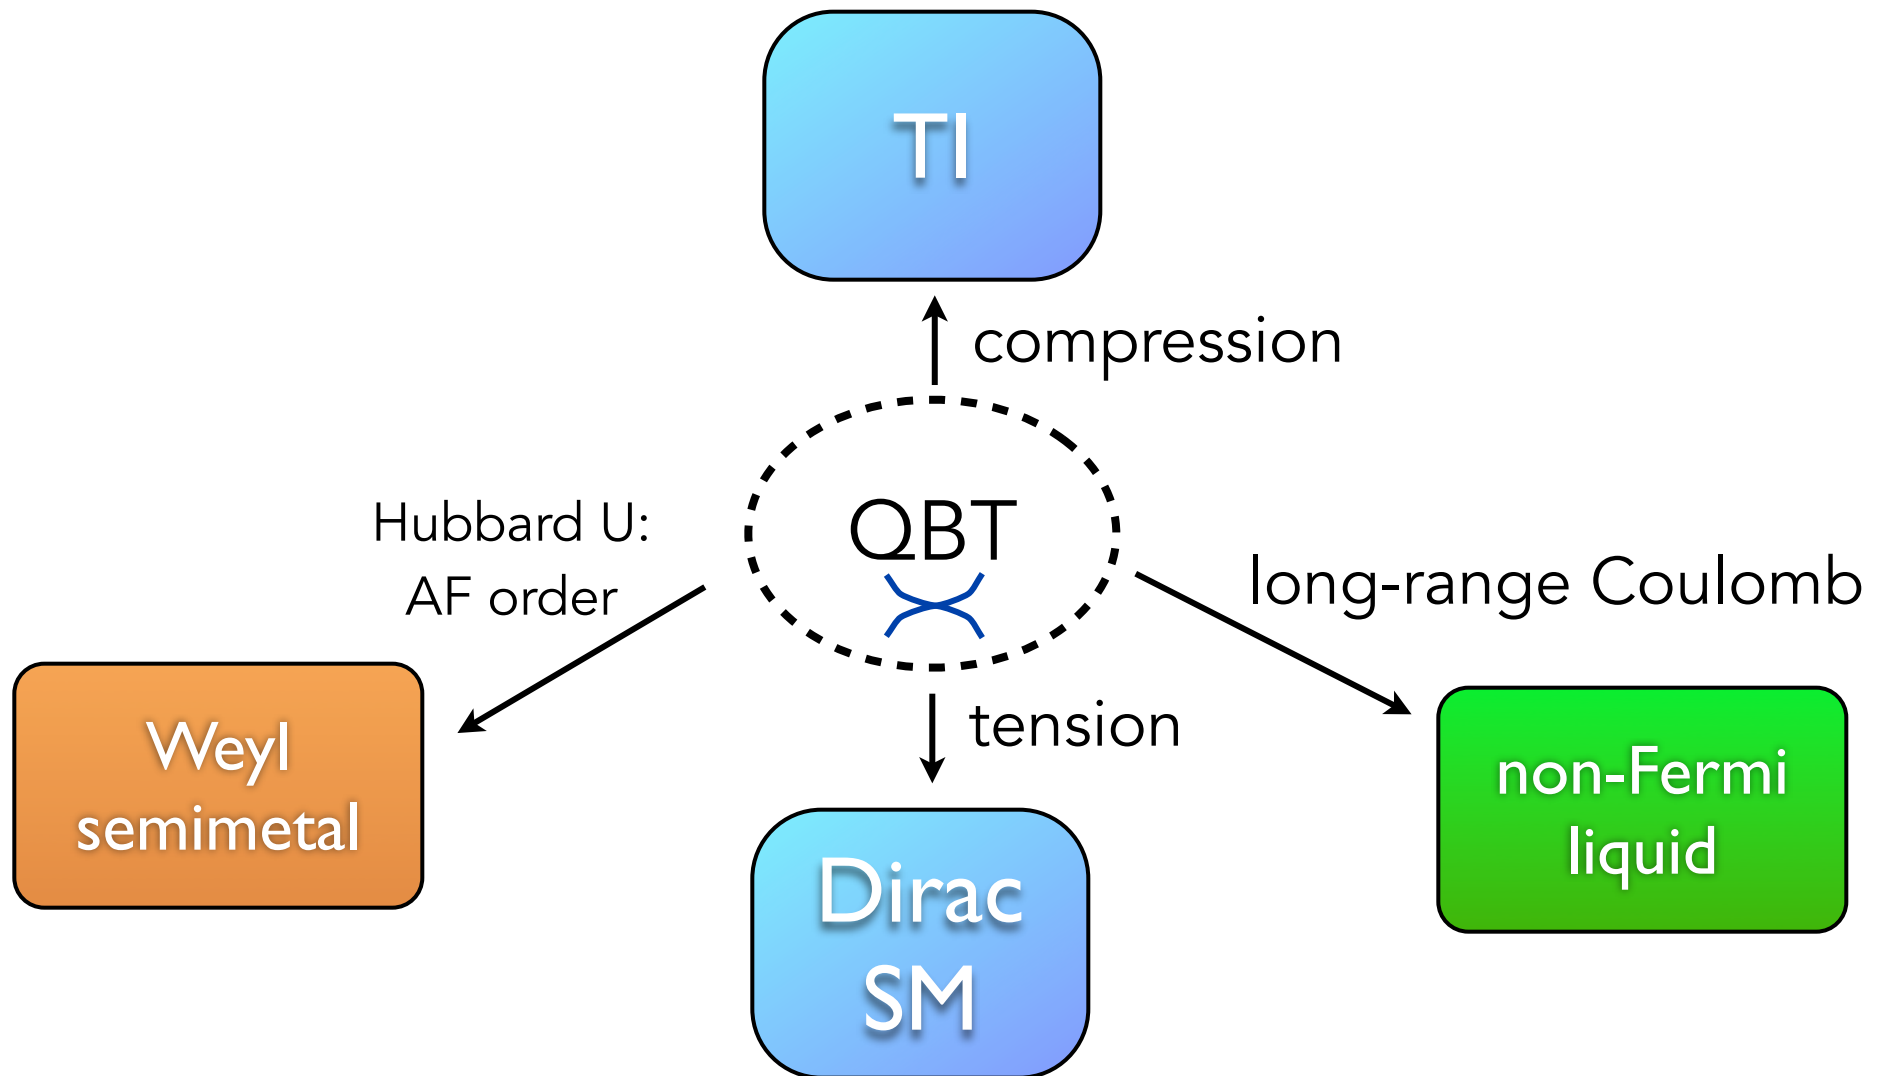 TI
compression
QBT
Hubbard U:
AF order
long-range Coulomb
tension
Weyl
semimetal
non-Fermi
liquid
Dirac
SM